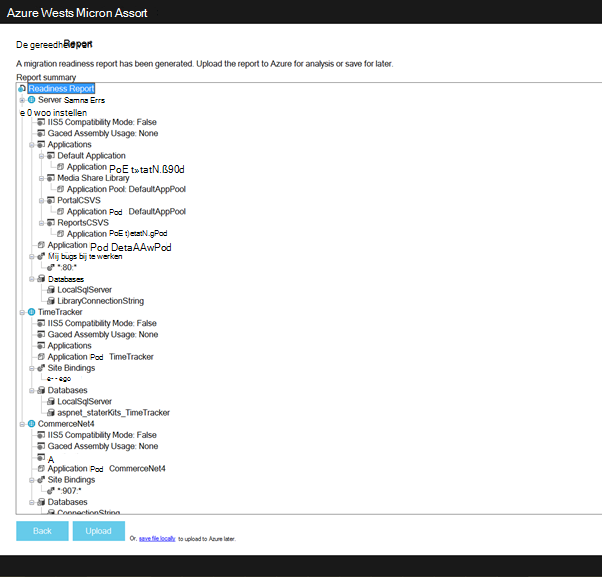 Azure Wests Micron Assort
De gereedheid van Report
A migration readiness report has been generated. Upload the report to Azure for analysis or save for later.
Report summary
Readiness Report
Server Samna Errs
e 0 woo instellen
IIS5 Compatibility Mode: False
Gaced Assembly Usage: None
Applications
Default Application
Application PoE t»tatN.ß90d
Media Share Library
Application Pool: DefaultAppPool
PortalCSVS
Application Pod DefaultAppPool
ReportsCSVS
Application PoE t)etatN.gPod
Application Pod DetaAAwPod
Mij bugs bij te werken
*:80:*
Databases
LocalSqlServer
LibraryConnectionString
TimeTracker
IIS5 Compatibility Mode: False
Gaced Assembly Usage: None
Applications
Application Pod TimeTracker
Site Bindings
e-- ego
Databases
LocalSqlServer
aspnet_staterKits_TimeTracker
CommerceNet4
IIS5 Compatibility Mode: False
Gaced Assembly Usage: None
A
Application Pod CommerceNet4
Site Bindings
*:907:*
Databases
ConnectionString
Back Upload Or, save file locally to upload to Azure later.